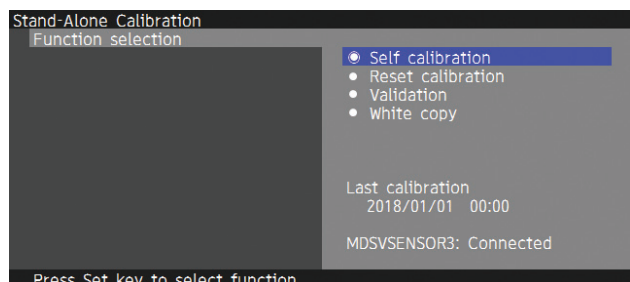 Stand-Alone Calibration
Function selection
Self calibration
Reset calibration
Validation
White copy
Last calibration
2018/01/01 00:00
MDSVSENSOR3: Connected
Press Set key to select function